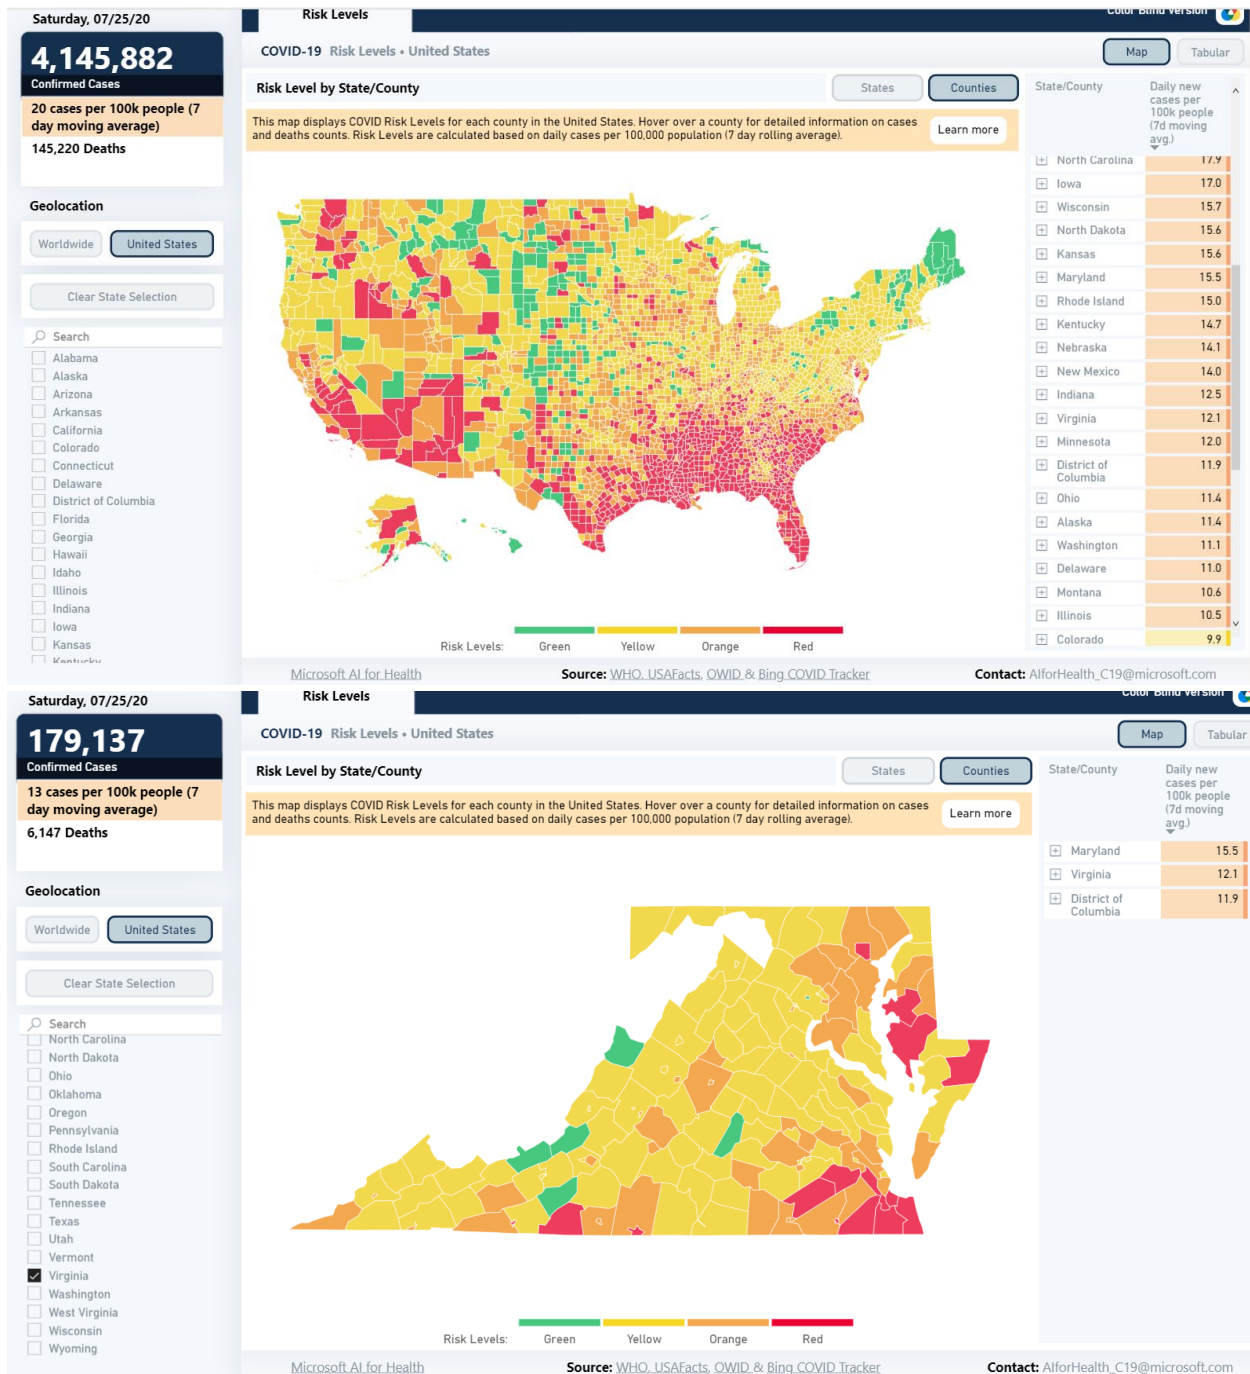 Saturday, 07/25/20
Risk Levels
Color Blind Version
4,145,882
Confirmed Cases
20 cases per 100k people (7
day moving average)
145,220 Deaths
COVID-19 Risk Levels • United States
Map
Tabular
Risk Level by State/County
States
Counties
This map displays COVID Risk Levels for each county in the United States. Hover over a county for detailed information on cases
and deaths counts. Risk Levels are calculated based on daily cases per 100,000 population (7 day rolling average).
Learn more
Geolocation
Worldwide
United States
Clear State Selection
Search
Alabama
Alaska
Arizona
Arkansas
California
Colorado
Connecticut
Delaware
District of Columbia
Florida
Georgia
Hawaii
Idaho
Illinois
Indiana
Iowa
Kansas
Kentucky
State/County
Daily new
cases per
100k people
(7d moving
avg.)
North Carolina 17.9
Iowa 17.0
Wisconsin 15.7
North Dakota 15.6
Kansas 15.6
Maryland 15.5
Rhode Island 15.0
Kentucky 14.7
Nebraska 14.1
New Mexico 14.0
Indiana 12.5
Virginia 12.1
Minnesota 12.0
District of 11.9
Columbia
Ohio 11.4
Alaska 11.4
Washington 11.1
Delaware 11.0
Montana 10.6
Illinois 10.5
Colorado 9.9
Risk Levels: Green Yellow Orange Red
Microsoft AI for Health
Source: WHO, USAFacts, OWID & Bing COVID Tracker
Contact: AIforHealth_C19@microsoft.com
Saturday, 07/25/20
Risk Levels
Color Blind Version
179,137
Confirmed Cases
13 cases per 100k people (7
day moving average)
6,147 Deaths
COVID-19 Risk Levels • United States
Map
Tabular
Risk Level by State/County
States
Counties
This map displays COVID Risk Levels for each county in the United States. Hover over a county for detailed information on cases
and deaths counts. Risk Levels are calculated based on daily cases per 100,000 population (7 day rolling average).
Learn more
Geolocation
Worldwide
United States
Clear State Selection
Search
North Carolina
North Dakota
Ohio
Oklahoma
Oregon
Pennsylvania
Rhode Island
South Carolina
South Dakota
Tennessee
Texas
Utah
Vermont
Virginia
Washington
West Virginia
Wisconsin
Wyoming
State/County
Daily new
cases per
100k people
(7d moving
avg.)
Maryland 15.5
Virginia 12.1
District of 11.9
Columbia
Risk Levels: Green Yellow Orange Red
Microsoft AI for Health
Source: WHO, USAFacts, OWID & Bing COVID Tracker
Contact: AIforHealth_C19@microsoft.com